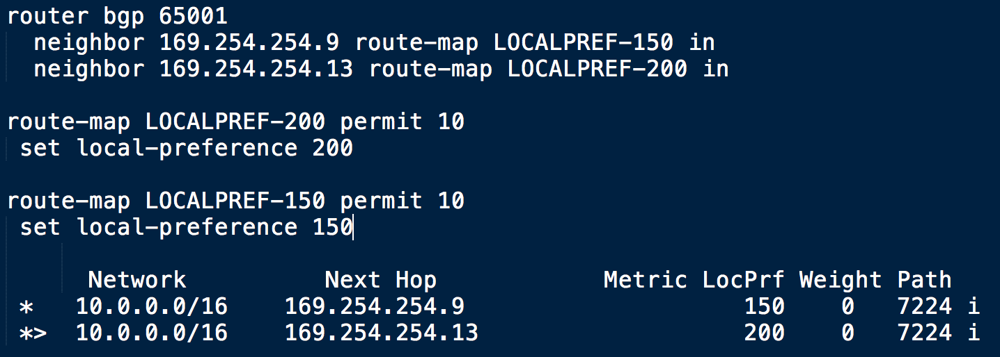 router bgp 65001
  neighbor 169.254.254.9 route-map LOCALPREF-150 in
  neighbor 169.254.254.13 route-map LOCALPREF-200 in
route-map LOCALPREF-200 permit 10
 set local-preference 200
route-map LOCALPREF-150 permit 10
 set local-preference 150
Network Next Hop Metric LocPrf Weight Path
* 10.0.0.0/16 169.254.254.9 150 0 7224 i
*> 10.0.0.0/16 169.254.254.13 200 0 7224 i